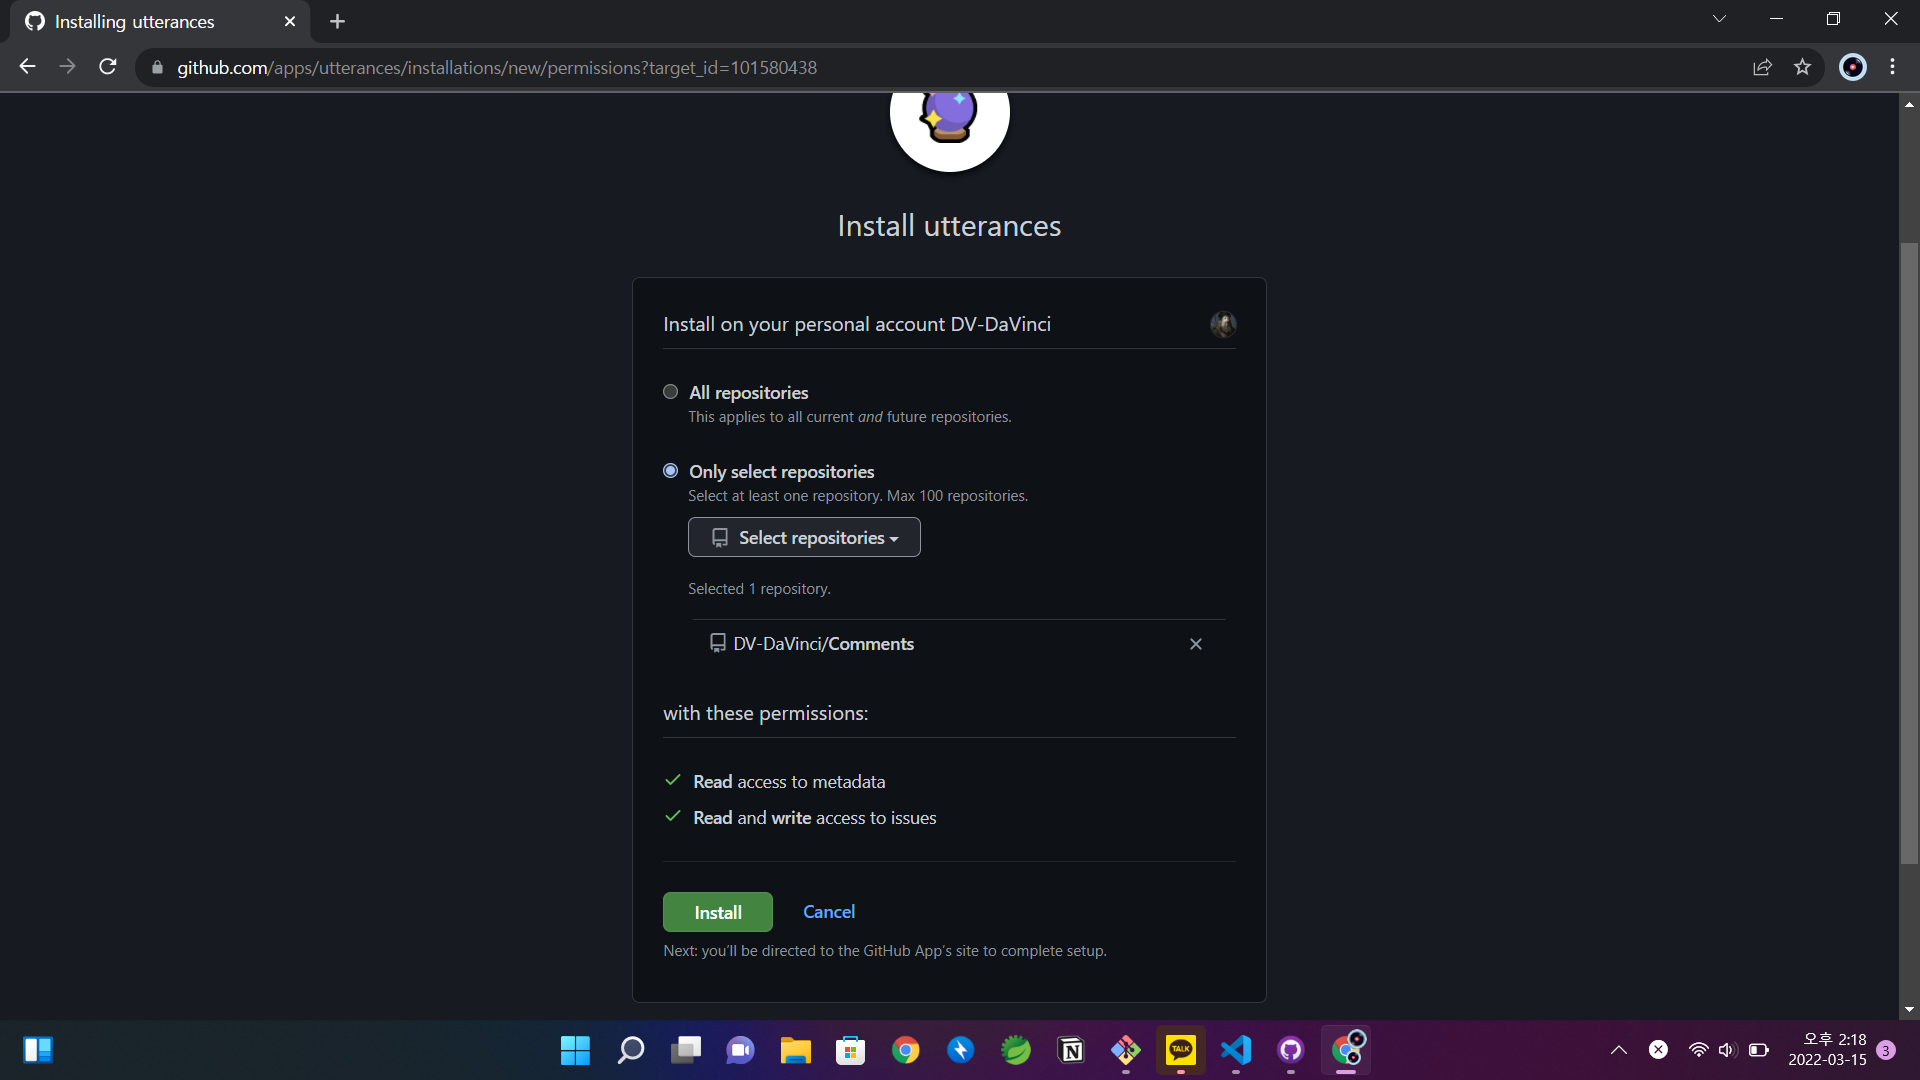 Installing utterances
github.com/apps/utterances/installations/new/permissions?target_id=101580438
Install utterances
Install on your personal account DV-DaVinci
All repositories
This applies to all current and future repositories.
Only select repositories
Select at least one repository. Max 100 repositories.
Select repositories
Selected 1 repository.
DV-DaVinci/Comments
with these permissions:
Read access to metadata
Read and write access to issues
Install Cancel
Next: you'll be directed to the GitHub App's site to complete setup.
TALK
오후 2:18
2022-03-15
3